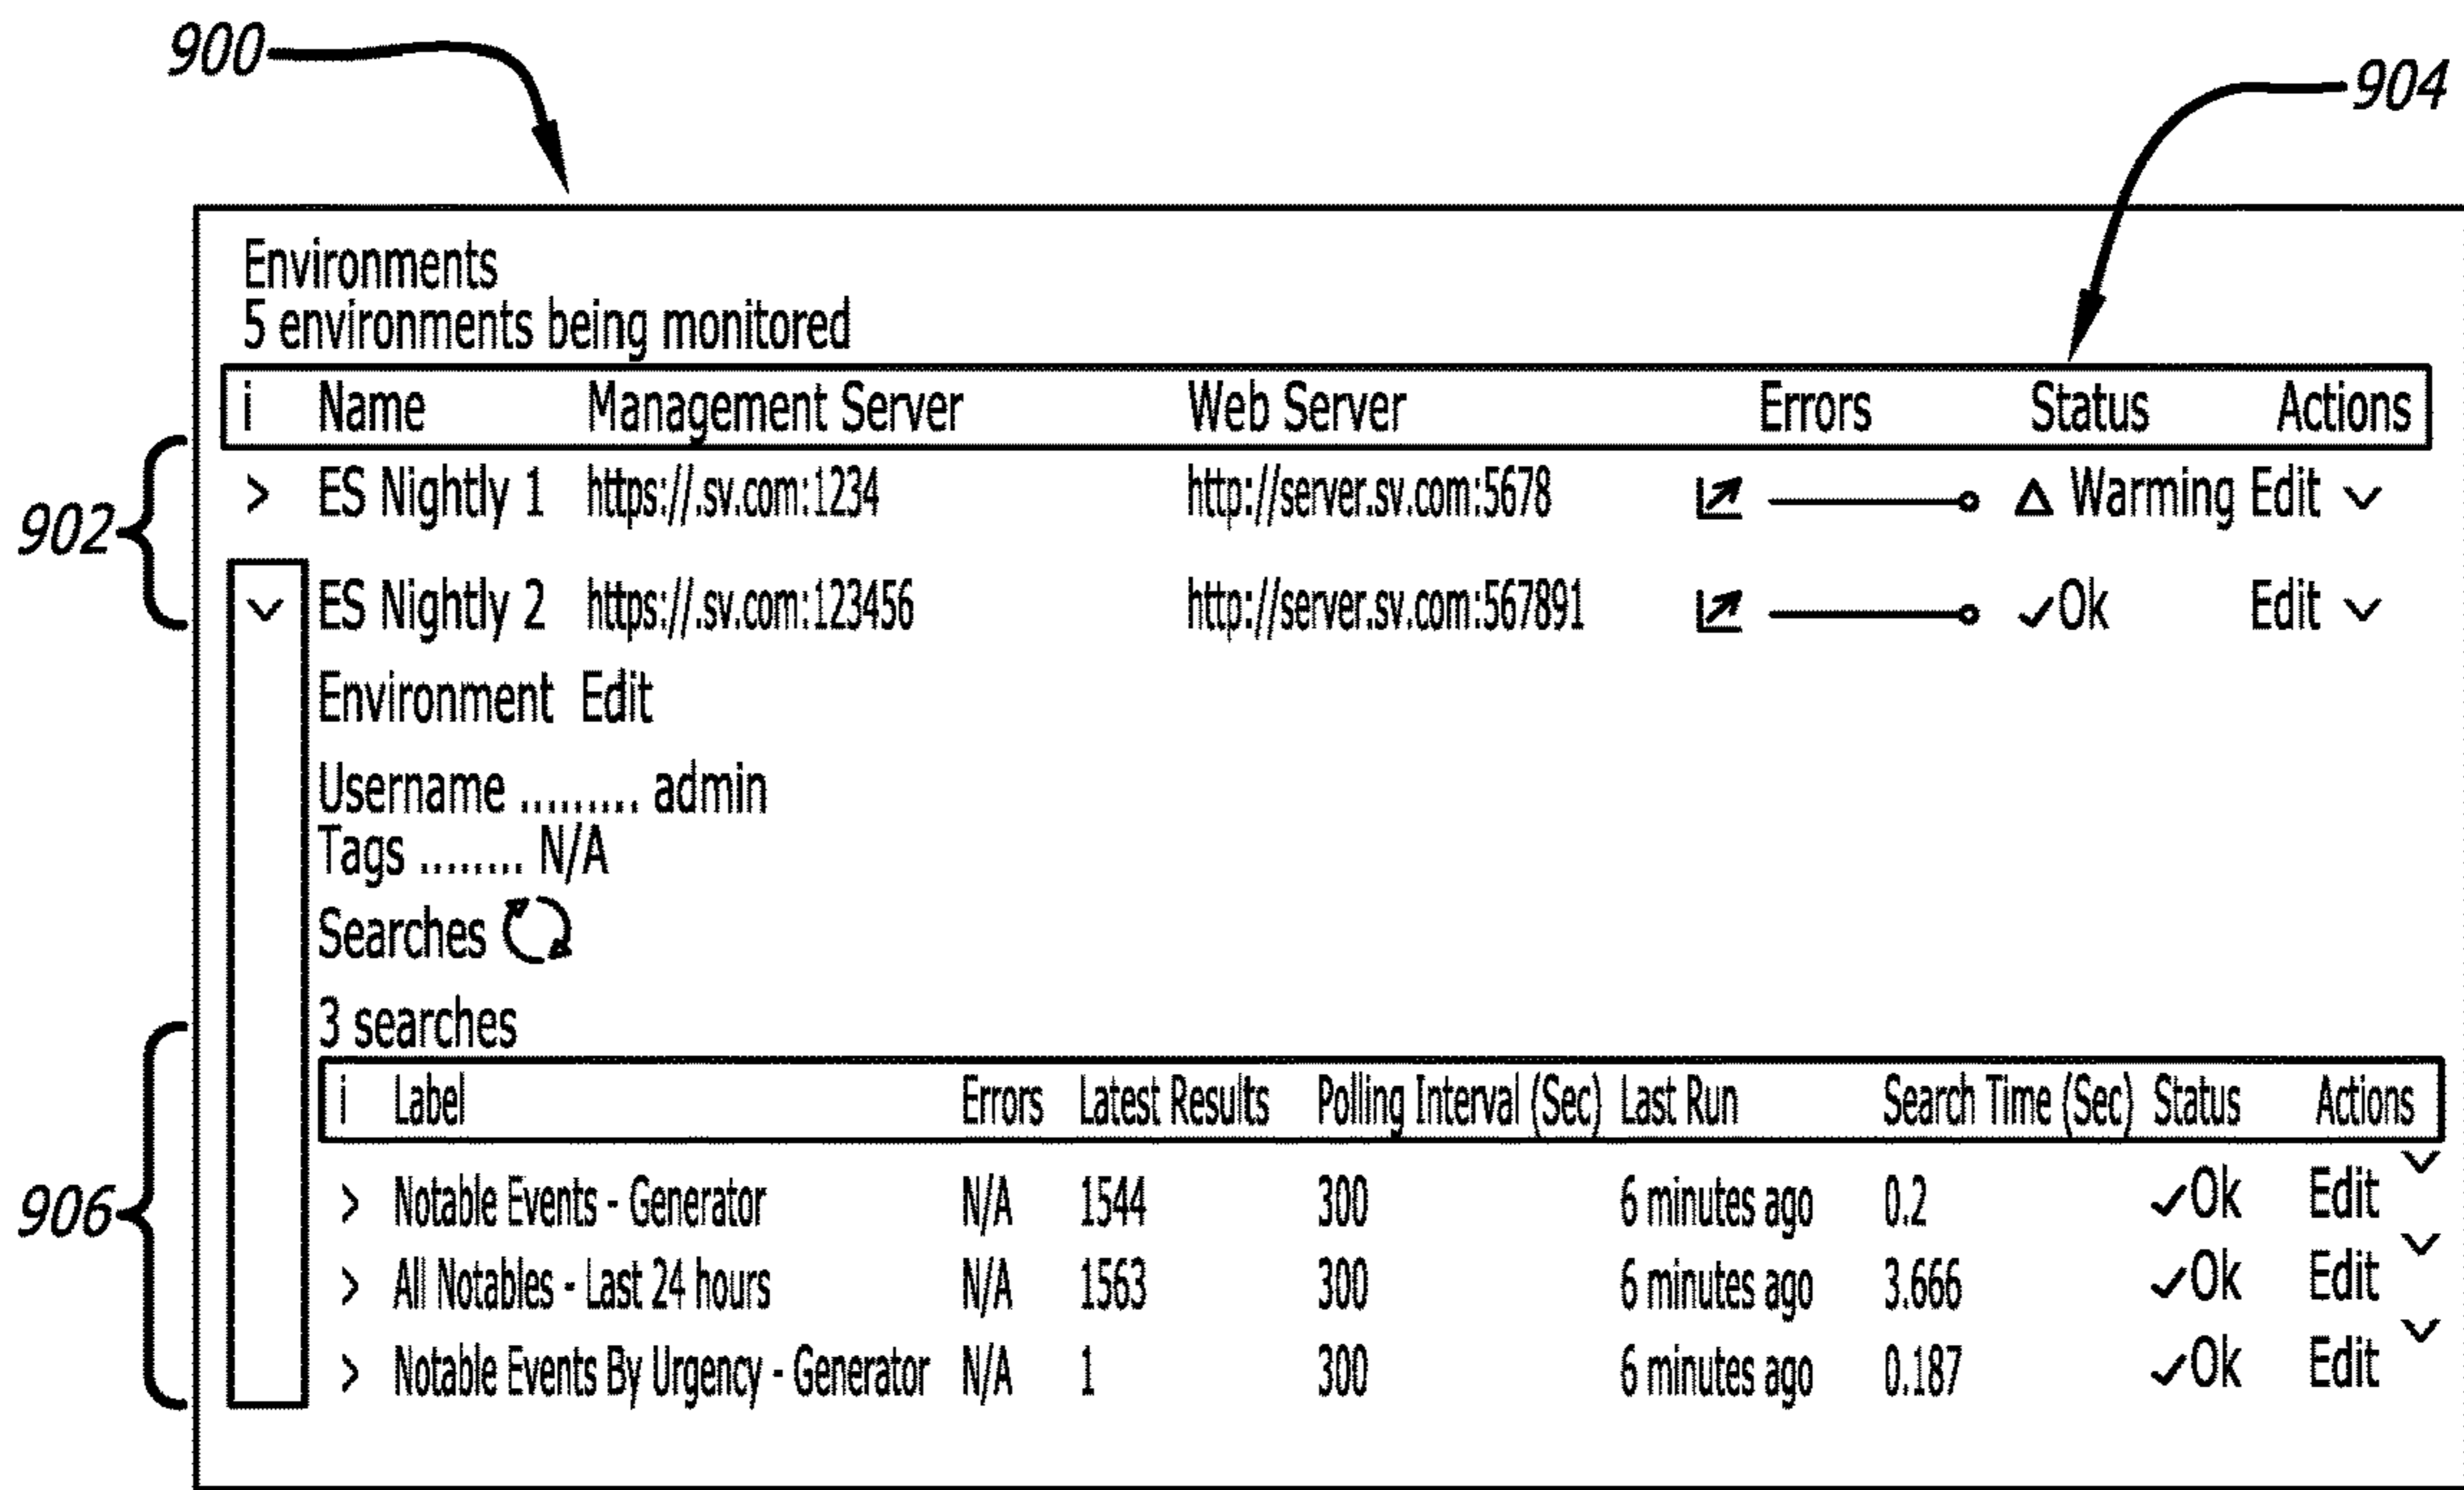 900
904
Environments
5 environments being monitored
i Name Management Server Web Server Errors Status Actions
902
> ES Nightly 1 https://.sv.com:1234 http://server.sv.com:5678 Warming Edit
ES Nightly 2 https://.sv.com:123456 http://server.sv.com:567891 Ok Edit
Environment Edit
Username ......... admin
Tags ........ N/A
Searches
3 searches
i Label Errors Latest Results Polling Interval (Sec) Last Run Search Time (Sec) Status Actions
906
> Notable Events - Generator N/A 1544 300 6 minutes ago 0.2 Ok Edit
> All Notables - Last 24 hours N/A 1563 300 6 minutes ago 3.666 Ok Edit
> Notable Events By Urgency - Generator N/A 1 300 6 minutes ago 0.187 Ok Edit